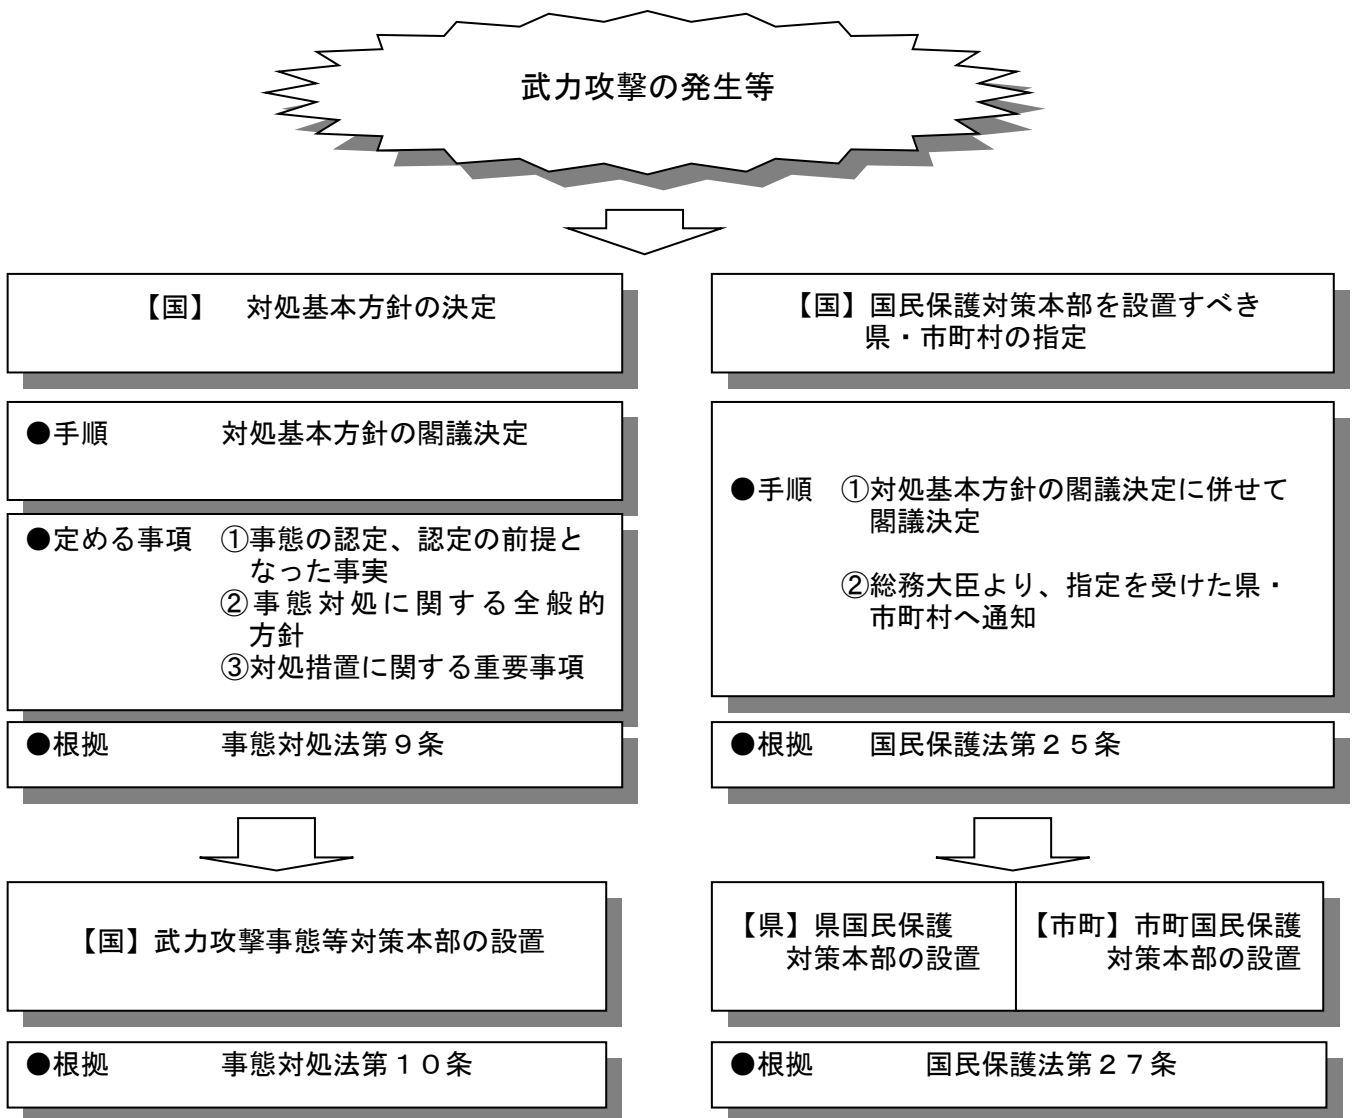 武力攻撃の発生等
【国】　対処基本方針の決定
●手順　対処基本方針の閣議決定
●定める事項　①事態の認定、認定の前提と
なった事実
②事態対処に関する全般的
方針
③対処措置に関する重要事項
●根拠　事態対処法第９条
【国】国民保護対策本部を設置すべき
県・市町村の指定
●手順　①対処基本方針の閣議決定に併せて
閣議決定
②総務大臣より、指定を受けた県・
市町村へ通知
●根拠　国民保護法第２５条
【国】武力攻撃事態等対策本部の設置
●根拠　事態対処法第１０条
【県】県国民保護
対策本部の設置
【市町】市町国民保護
対策本部の設置
●根拠　国民保護法第２７条